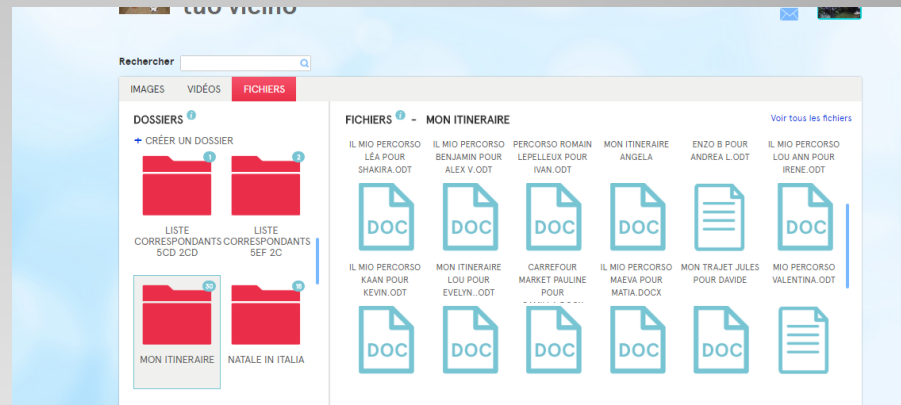 tuo vicino
Rechercher
IMAGES VIDÉOS FICHIERS
DOSSIERS i
+ CRÉER UN DOSSIER
1
2
LISTE
CORRESPONDANTS
5CD 2CD
LISTE
CORRESPONDANTS
5EF 2C
30
16
MON ITINERAIRE
NATALE IN ITALIA
FICHIERS i - MON ITINERAIRE
Voir tous les fichiers
IL MIO PERCORSO
LÉA POUR
SHAKIRA.ODT
IL MIO PERCORSO
BENJAMIN POUR
ALEX V.ODT
PERCORSO ROMAIN
LEPELLEUX POUR
IVAN.ODT
MON ITINERAIRE
ANGELA
ENZO B POUR
ANDREA L.ODT
IL MIO PERCORSO
LOU ANN POUR
IRENE.ODT
DOC
DOC
DOC
DOC
DOC
IL MIO PERCORSO
KAAN POUR
KEVIN.ODT
MON ITINERAIRE
LOU POUR
EVELYN..ODT
CARREFOUR
MARKET PAULINE
POUR
IL MIO PERCORSO
MAEVA POUR
MATIA.DOCX
MON TRAJET JULES
POUR DAVIDE
MIO PERCORSO
VALENTINA.ODT
DOC
DOC
DOC
DOC
DOC